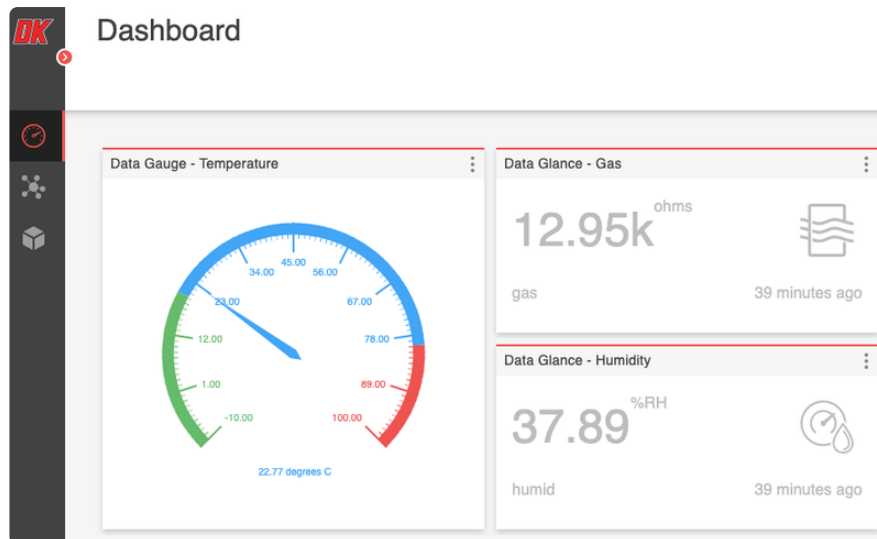 DK
Dashboard
Data Gauge - Temperature
-10.00
1.00
12.00
23.00
34.00
45.00
56.00
67.00
78.00
89.00
100.00
22.77 degrees C
Data Glance - Gas
12.95k ohms
gas 39 minutes ago
Data Glance - Humidity
37.89 %RH
humid 39 minutes ago